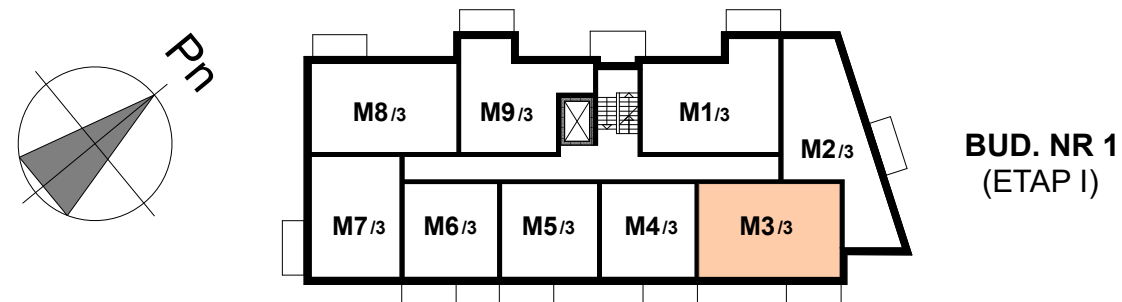 Pn
M8/3
M9/3
M1/3
M2/3
BUD. NR 1
(ETAP I)
M7/3
M6/3
M5/3
M4/3
M3/3